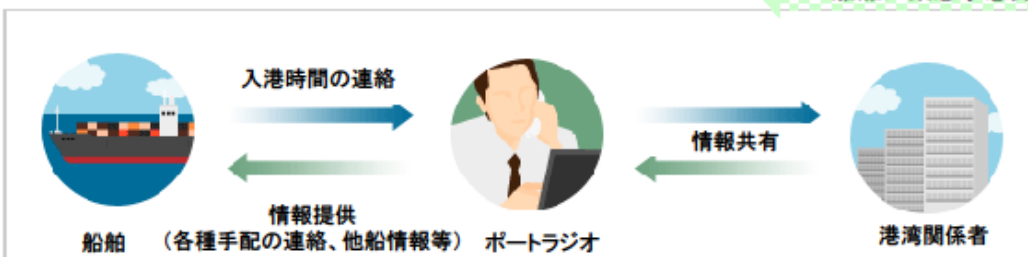 入港時間の連絡
情報共有
情報提供
(各種手配の連絡、他船情報等)
船舶
ポートラジオ
港湾関係者